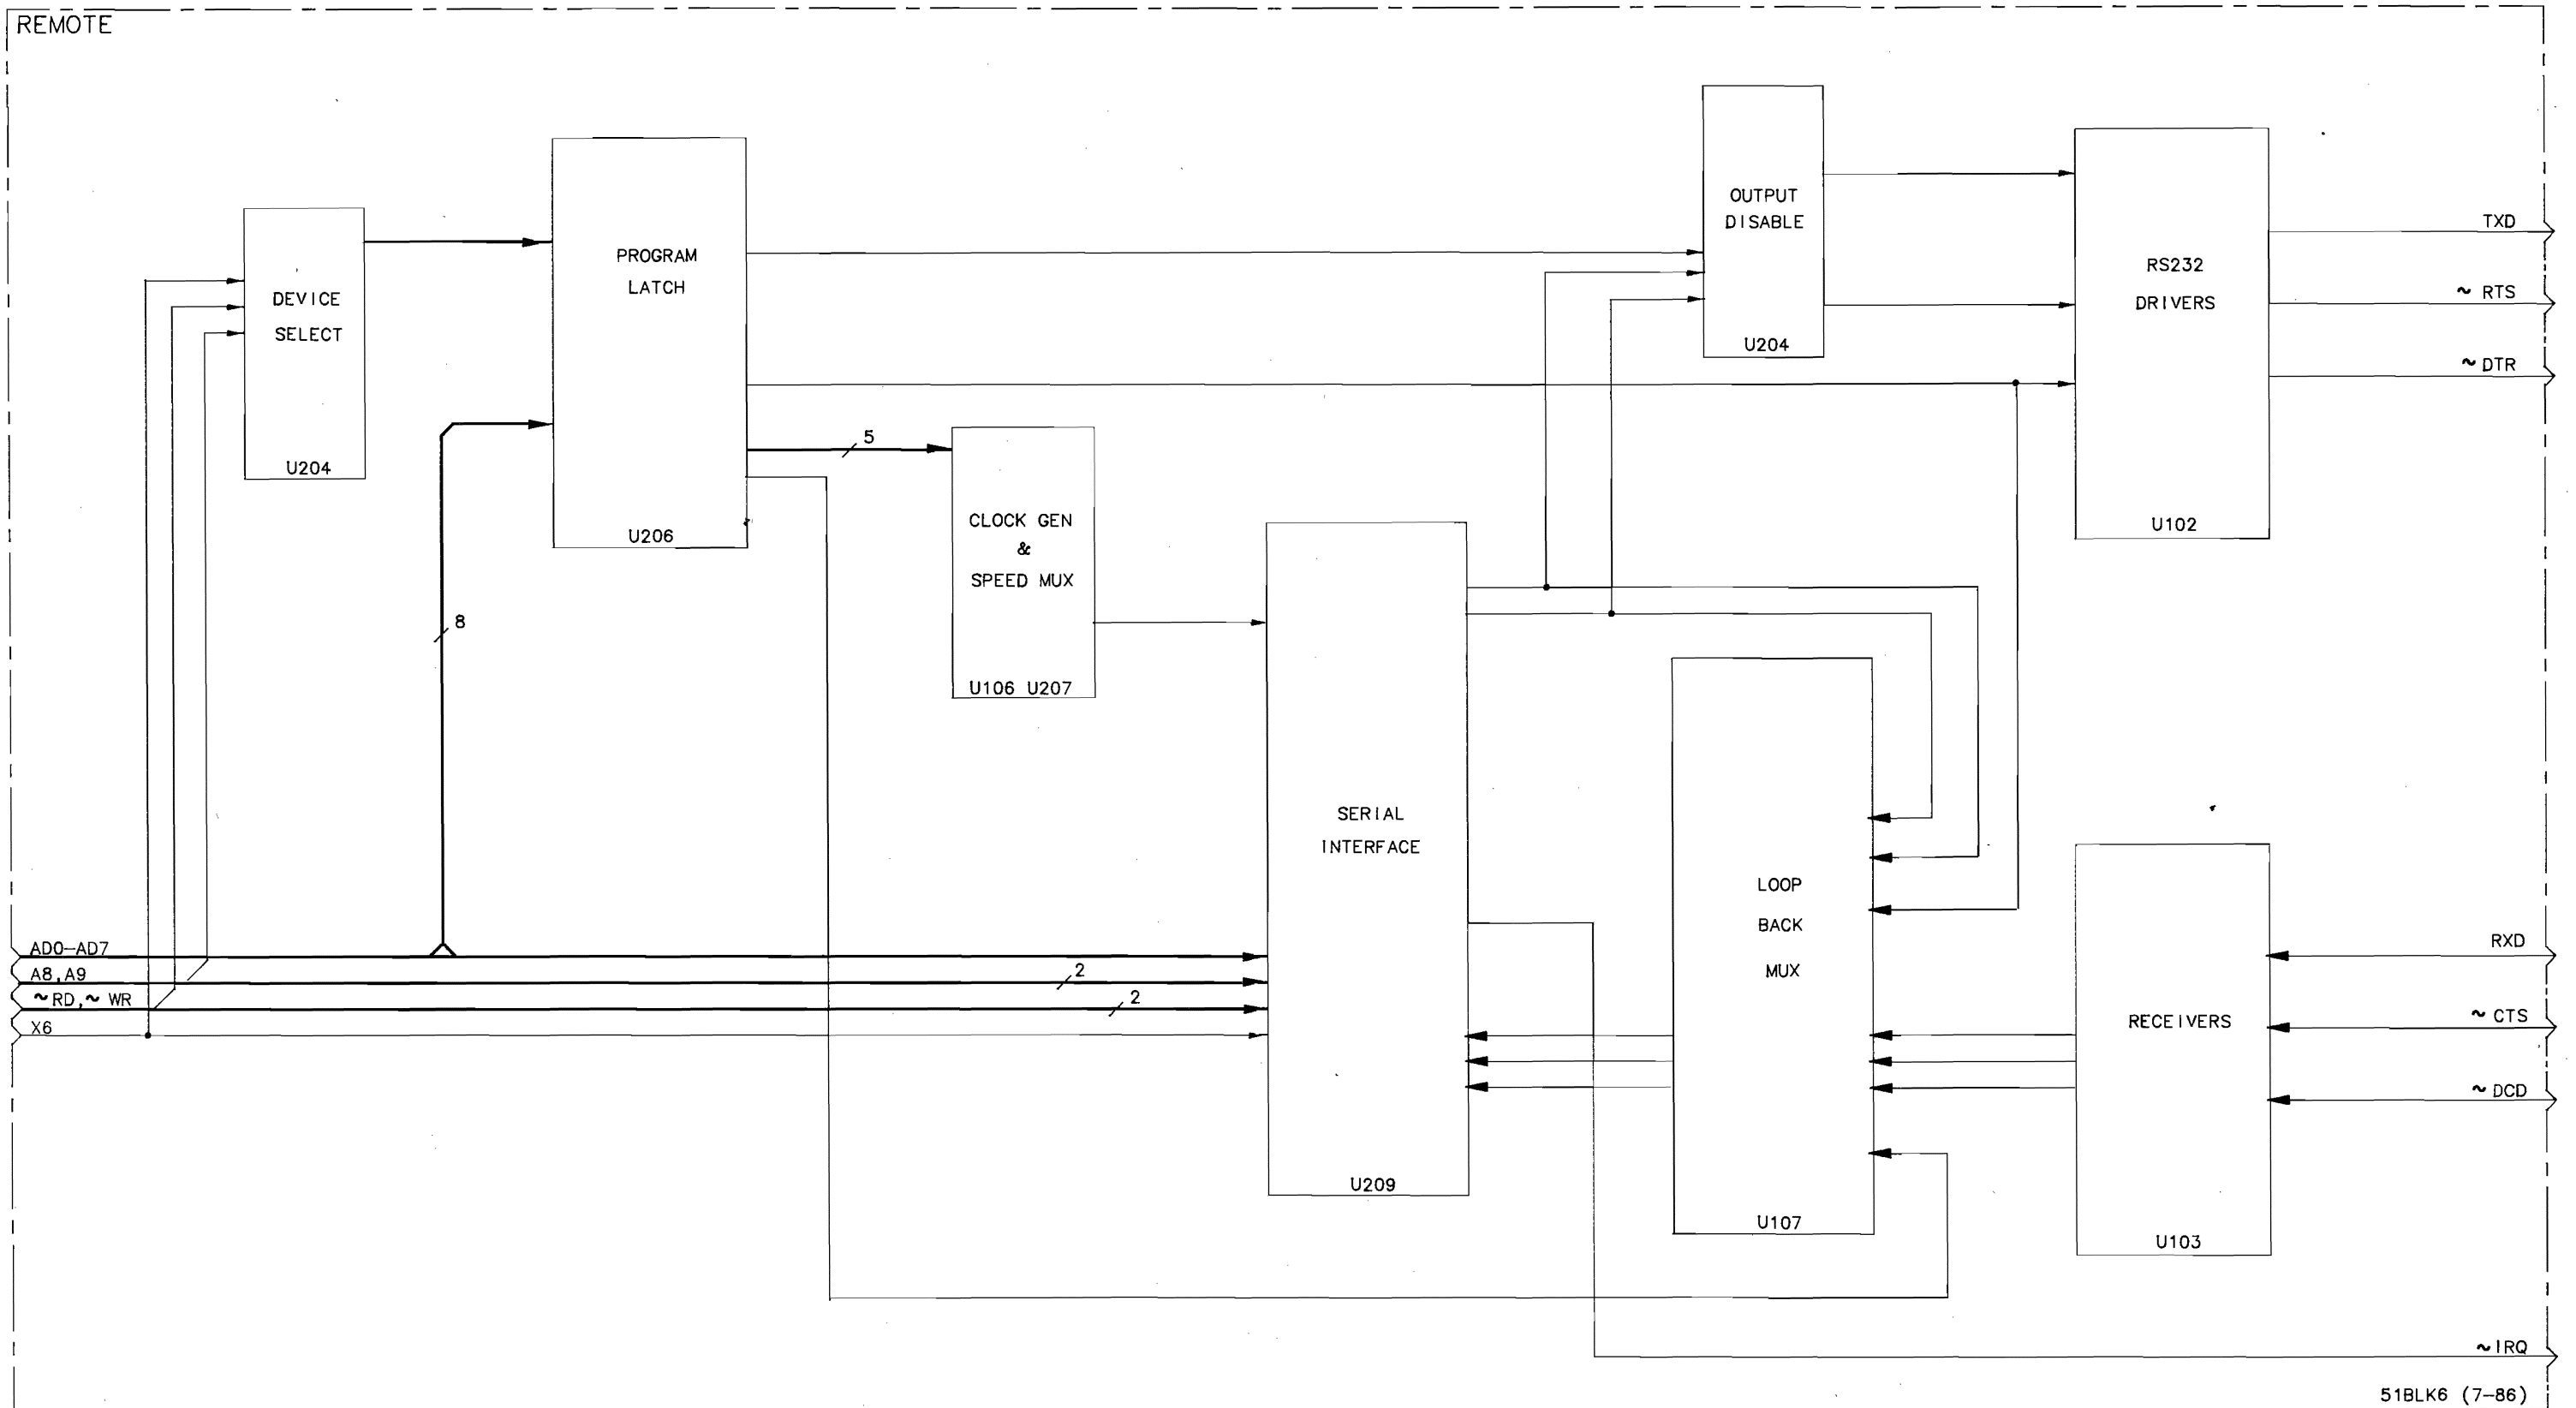 REMOTE
DEVICE
SELECT
U204
PROGRAM
LATCH
U206
5
8
CLOCK GEN
&
SPEED MUX
U106 U207
OUTPUT
DISABLE
U204
RS232
DRIVERS
U102
TXD
~ RTS
~ DTR
SERIAL
INTERFACE
U209
LOOP
BACK
MUX
U107
RECEIVERS
U103
RXD
~ CTS
~ DCD
AD0-AD7
A8,A9
~RD,~ WR
X6
2
2
~IRQ
51BLK6 (7-86)